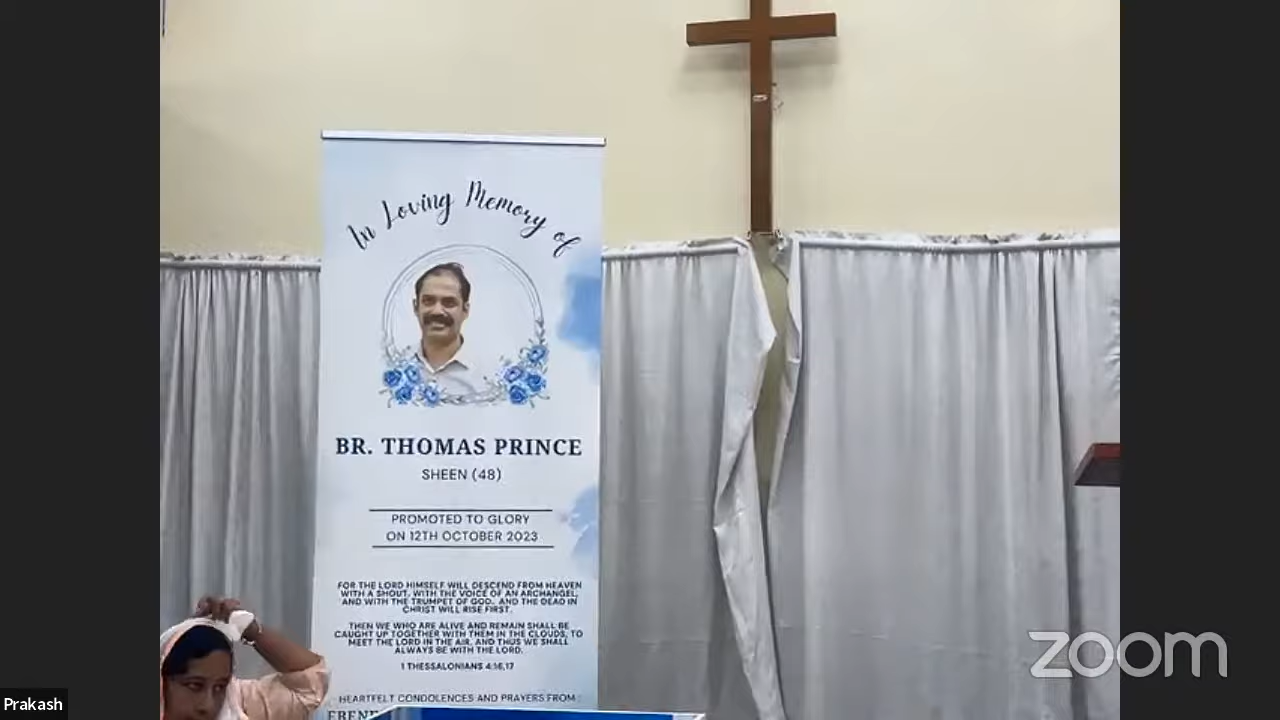 In Loving Memory of
BR. THOMAS PRINCE
SHEEN (48)
PROMOTED TO GLORY
ON 12TH OCTOBER 2023
FOR THE LORD HIMSELF WILL DESCEND FROM HEAVEN
WITH A SHOUT, WITH THE VOICE OF AN ARCHANGEL,
AND WITH THE TRUMPET OF GOD. AND THE DEAD IN
CHRIST WILL RISE FIRST.
THEN WE WHO ARE ALIVE AND REMAIN SHALL BE
CAUGHT UP TOGETHER WITH THEM IN THE CLOUDS, TO
MEET THE LORD IN THE AIR, AND THUS WE SHALL
ALWAYS BE WITH THE LORD.
1 THESSALONIANS 4:16,17
HEARTFELT CONDOLENCES AND PRAYERS FROM :
zoom
Prakash